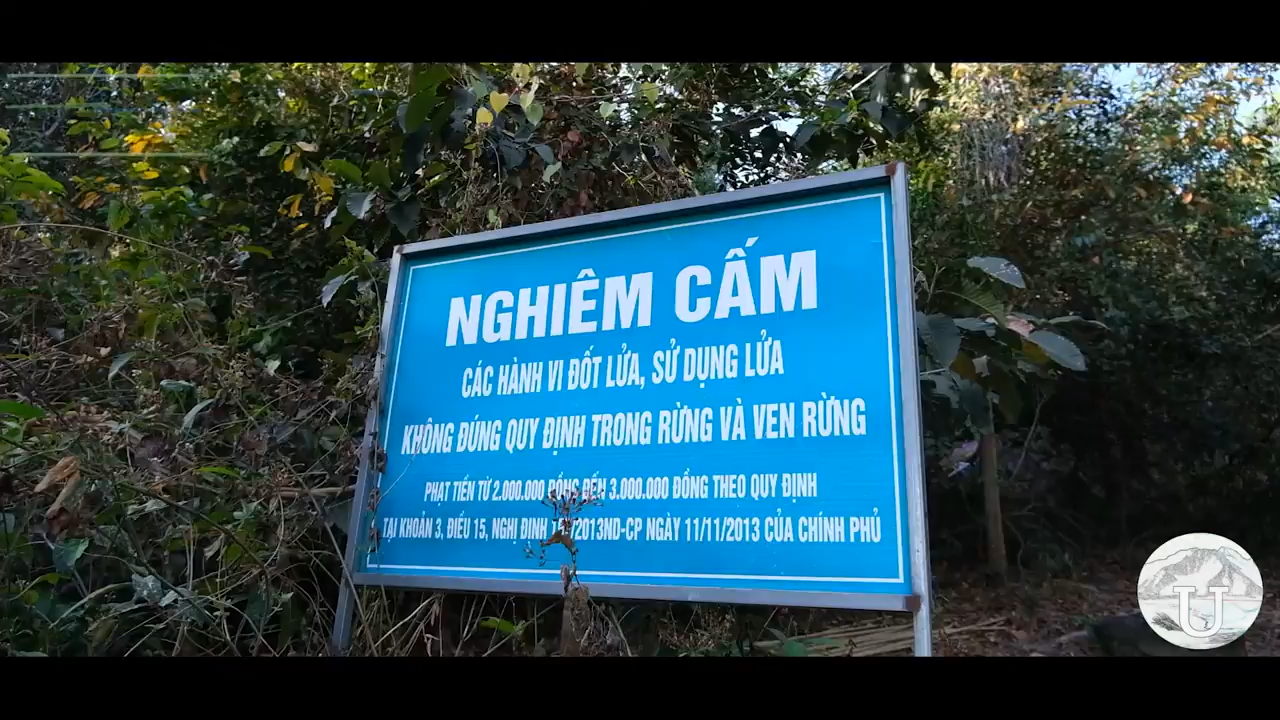 NGHIÊM CẤM
CÁC HÀNH VI ĐỐT LỬA, SỬ DỤNG LỬA
KHÔNG ĐÚNG QUY ĐỊNH TRONG RỪNG VÀ VEN RỪNG
PHẠT TIỀN TỪ 2.000.000 ĐỒNG ĐẾN 3.000.000 ĐỒNG THEO QUY ĐỊNH
TẠI KHOẢN 3, ĐIỀU 15, NGHỊ ĐỊNH NGÀY 11/11/2013 CỦA CHÍNH PHỦ
U